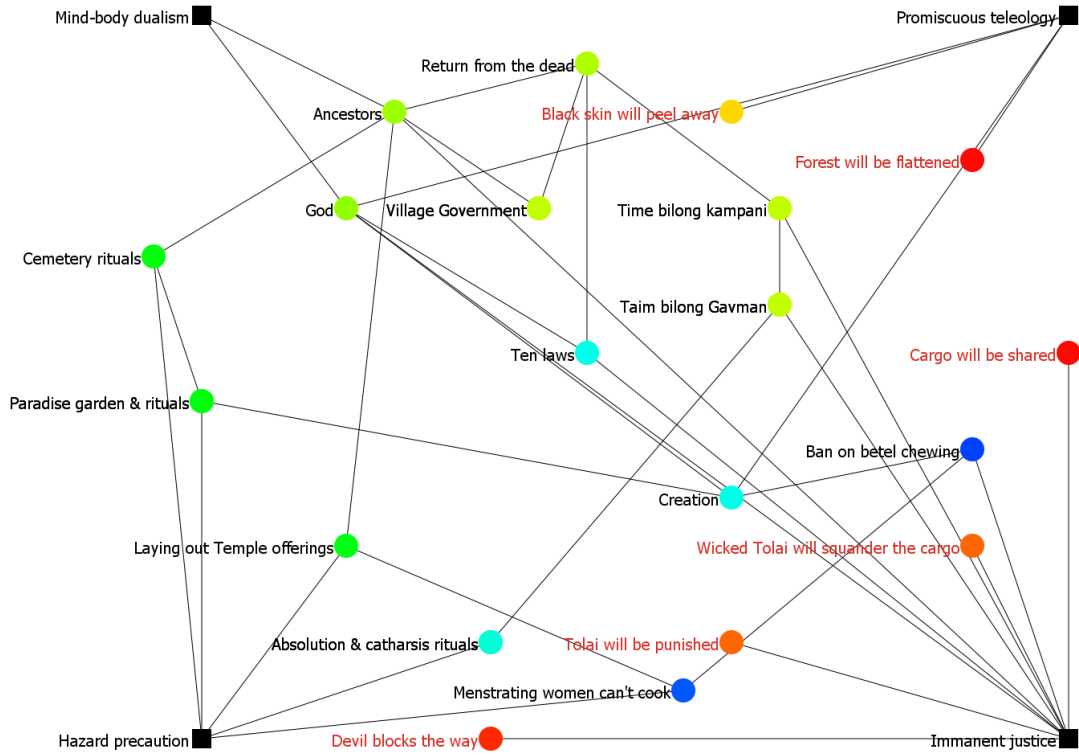 Mind-body dualism
Promiscuous teleology
Return from the dead
Ancestors
Black skin will peel away
Forest will be flattened
God
Village Government
Time bilong kampani
Cemetery rituals
Taim bilong Gavman
Ten laws
Cargo will be shared
Paradise garden & rituals
Ban on betel chewing
Creation
Laying out Temple offerings
Wicked Tolai will squander the cargo
Absolution & catharsis rituals
Tolai will be punished
Menstrating women can't cook
Hazard precaution
Devil blocks the way
Immanent justice